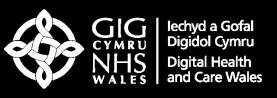 GIG
CYMRU
NHS
WALES
Iechyd a Gofal
Digidol Cymru
Digital Health
and Care Wales